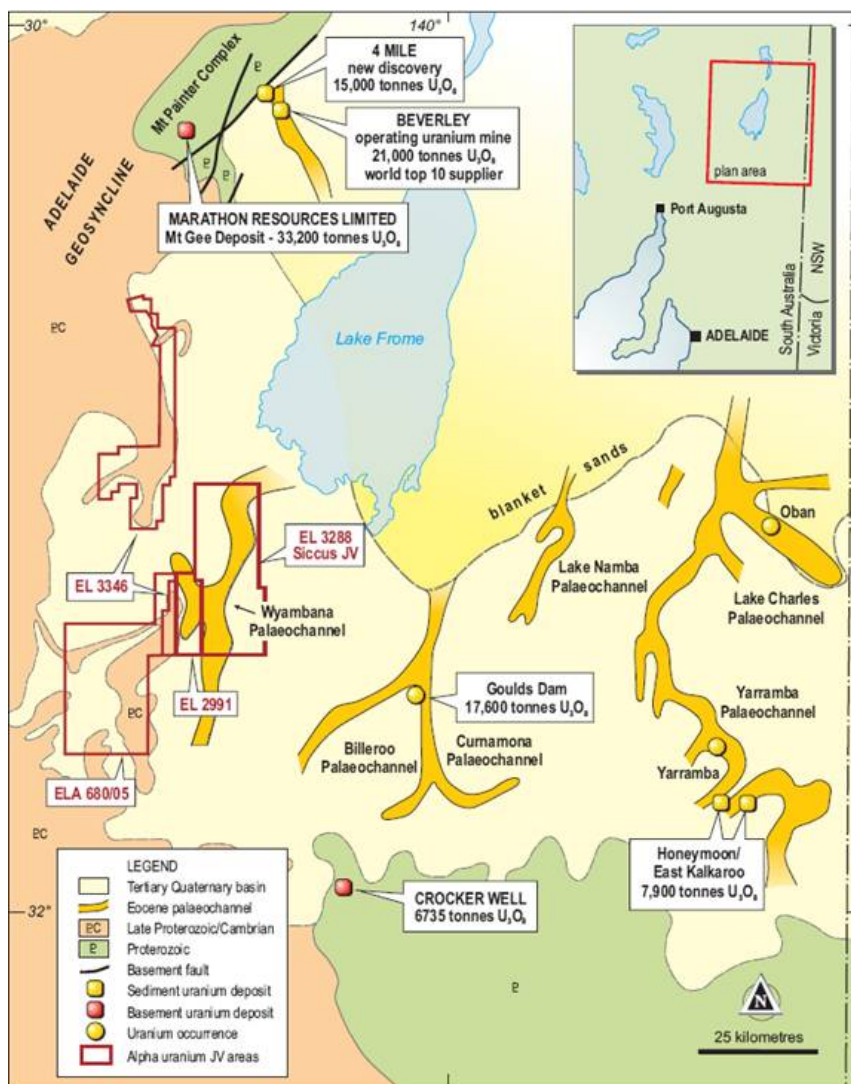 30°
140°
Mt Painter Complex
P
4 MILE
new discovery
15,000 tonnes U₃O₈
BEVERLEY
operating uranium mine
21,000 tonnes U₃O₈
world top 10 supplier
P
P
MARATHON RESOURCES LIMITED
Mt Gee Deposit - 33,200 tonnes U₃O₈
ADELAIDE
GEOSYNCLINE
plan area
Port Augusta
ADELAIDE
South Australia
Victoria
NSW
Lake Frome
PC
blanket sands
EL 3288
Siccus JV
EL 3346
Wyambana
Palaeochannel
Lake Namba
Palaeochannel
Oban
Lake Charles
Palaeochannel
EL 2991
PC
Goulds Dam
17,600 tonnes U₃O₈
Yarramba
Palaeochannel
Billeroo
Palaeochannel
Curnamona
Palaeochannel
Yarramba
ELA 680/05
PC
Honeymoon/
East Kalkaroo
7,900 tonnes U₃O₈
32°
CROCKER WELL
6735 tonnes U₃O₈
P
LEGEND
Tertiary Quaternary basin
Eocene palaeochannel
PC Late Proterozoic/Cambrian
P Proterozoic
Basement fault
Sediment uranium deposit
Basement uranium deposit
Uranium occurrence
Alpha uranium JV areas
N
25 kilometres